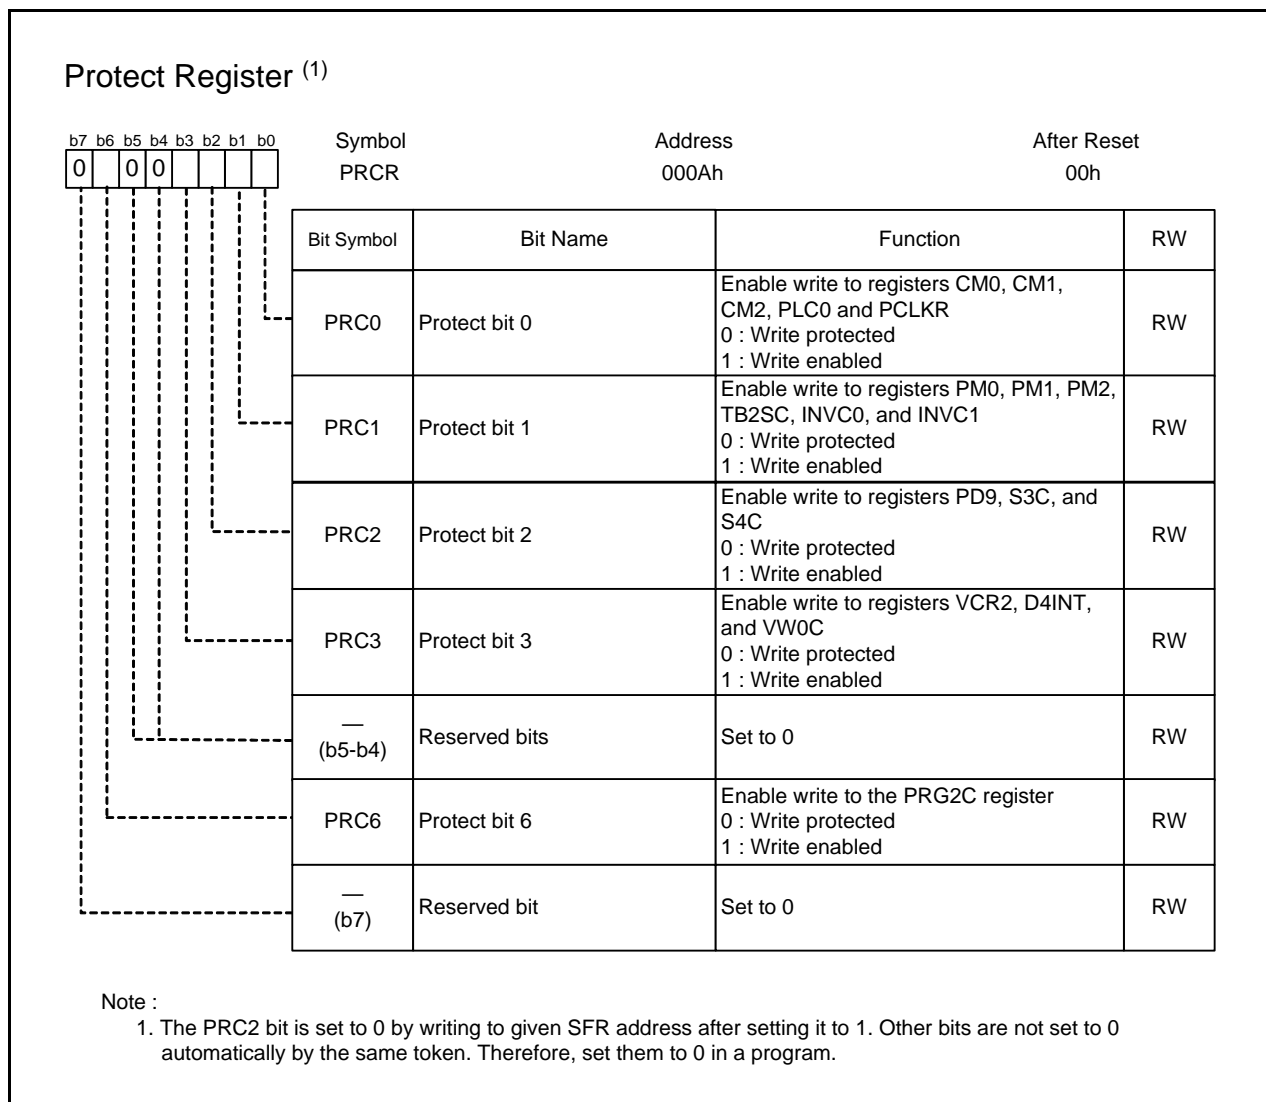 Protect Register (1)
b7 b6 b5 b4 b3 b2 b1 b0
Symbol Address After Reset
0 0 0
PRCR 000Ah 00h
Bit Symbol Bit Name Function RW
PRC0 Protect bit 0 Enable write to registers CM0, CM1,
CM2, PLC0 and PCLKR
0 : Write protected
1 : Write enabled
RW
PRC1 Protect bit 1 Enable write to registers PM0, PM1, PM2,
TB2SC, INVC0, and INVC1
0 : Write protected
1 : Write enabled
RW
PRC2 Protect bit 2 Enable write to registers PD9, S3C, and
S4C
0 : Write protected
1 : Write enabled
RW
PRC3 Protect bit 3 Enable write to registers VCR2, D4INT,
and VW0C
0 : Write protected
1 : Write enabled
RW
—
(b5-b4) Reserved bits Set to 0 RW
PRC6 Protect bit 6 Enable write to the PRG2C register
0 : Write protected
1 : Write enabled
RW
—
(b7) Reserved bit Set to 0 RW
Note :
1. The PRC2 bit is set to 0 by writing to given SFR address after setting it to 1. Other bits are not set to 0
automatically by the same token. Therefore, set them to 0 in a program.